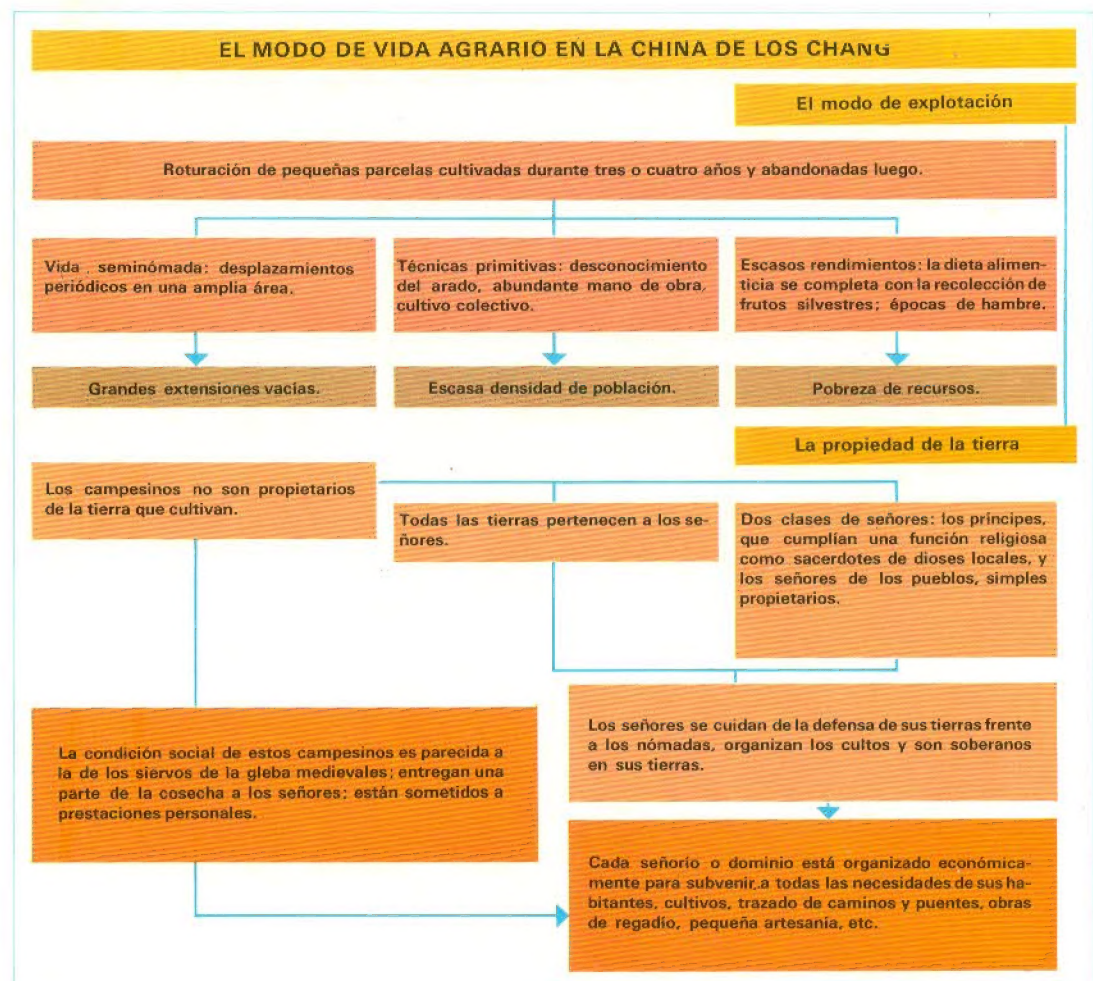 EL MODO DE VIDA AGRARIO EN LA CHINA DE LOS CHANG
El modo de explotación
Roturación de pequeñas parcelas cultivadas durante tres o cuatro años y abandonadas luego.
Vida seminómada: desplazamientos
periódicos en una amplia área.
Técnicas primitivas: desconocimiento
del arado, abundante mano de obra,
cultivo colectivo.
Escasos rendimientos: la dieta alimen-
ticia se completa con la recolección de
frutos silvestres; épocas de hambre.
Grandes extensiones vacías.
Escasa densidad de población.
Pobreza de recursos.
La propiedad de la tierra
Los campesinos no son propietarios
de la tierra que cultivan.
Todas las tierras pertenecen a los se-
ñores.
Dos clases de señores: los príncipes,
que cumplían una función religiosa
como sacerdotes de dioses locales, y
los señores de los pueblos, simples
propietarios.
Los señores se cuidan de la defensa de sus tierras frente
a los nómadas, organizan los cultos y son soberanos
en sus tierras.
La condición social de estos campesinos es parecida a
la de los siervos de la gleba medievales; entregan una
parte de la cosecha a los señores; están sometidos a
prestaciones personales.
Cada señorío o dominio está organizado económica-
mente para subvenir a todas las necesidades de sus ha-
bitantes, cultivos, trazado de caminos y puentes, obras
de regadío, pequeña artesanía, etc.